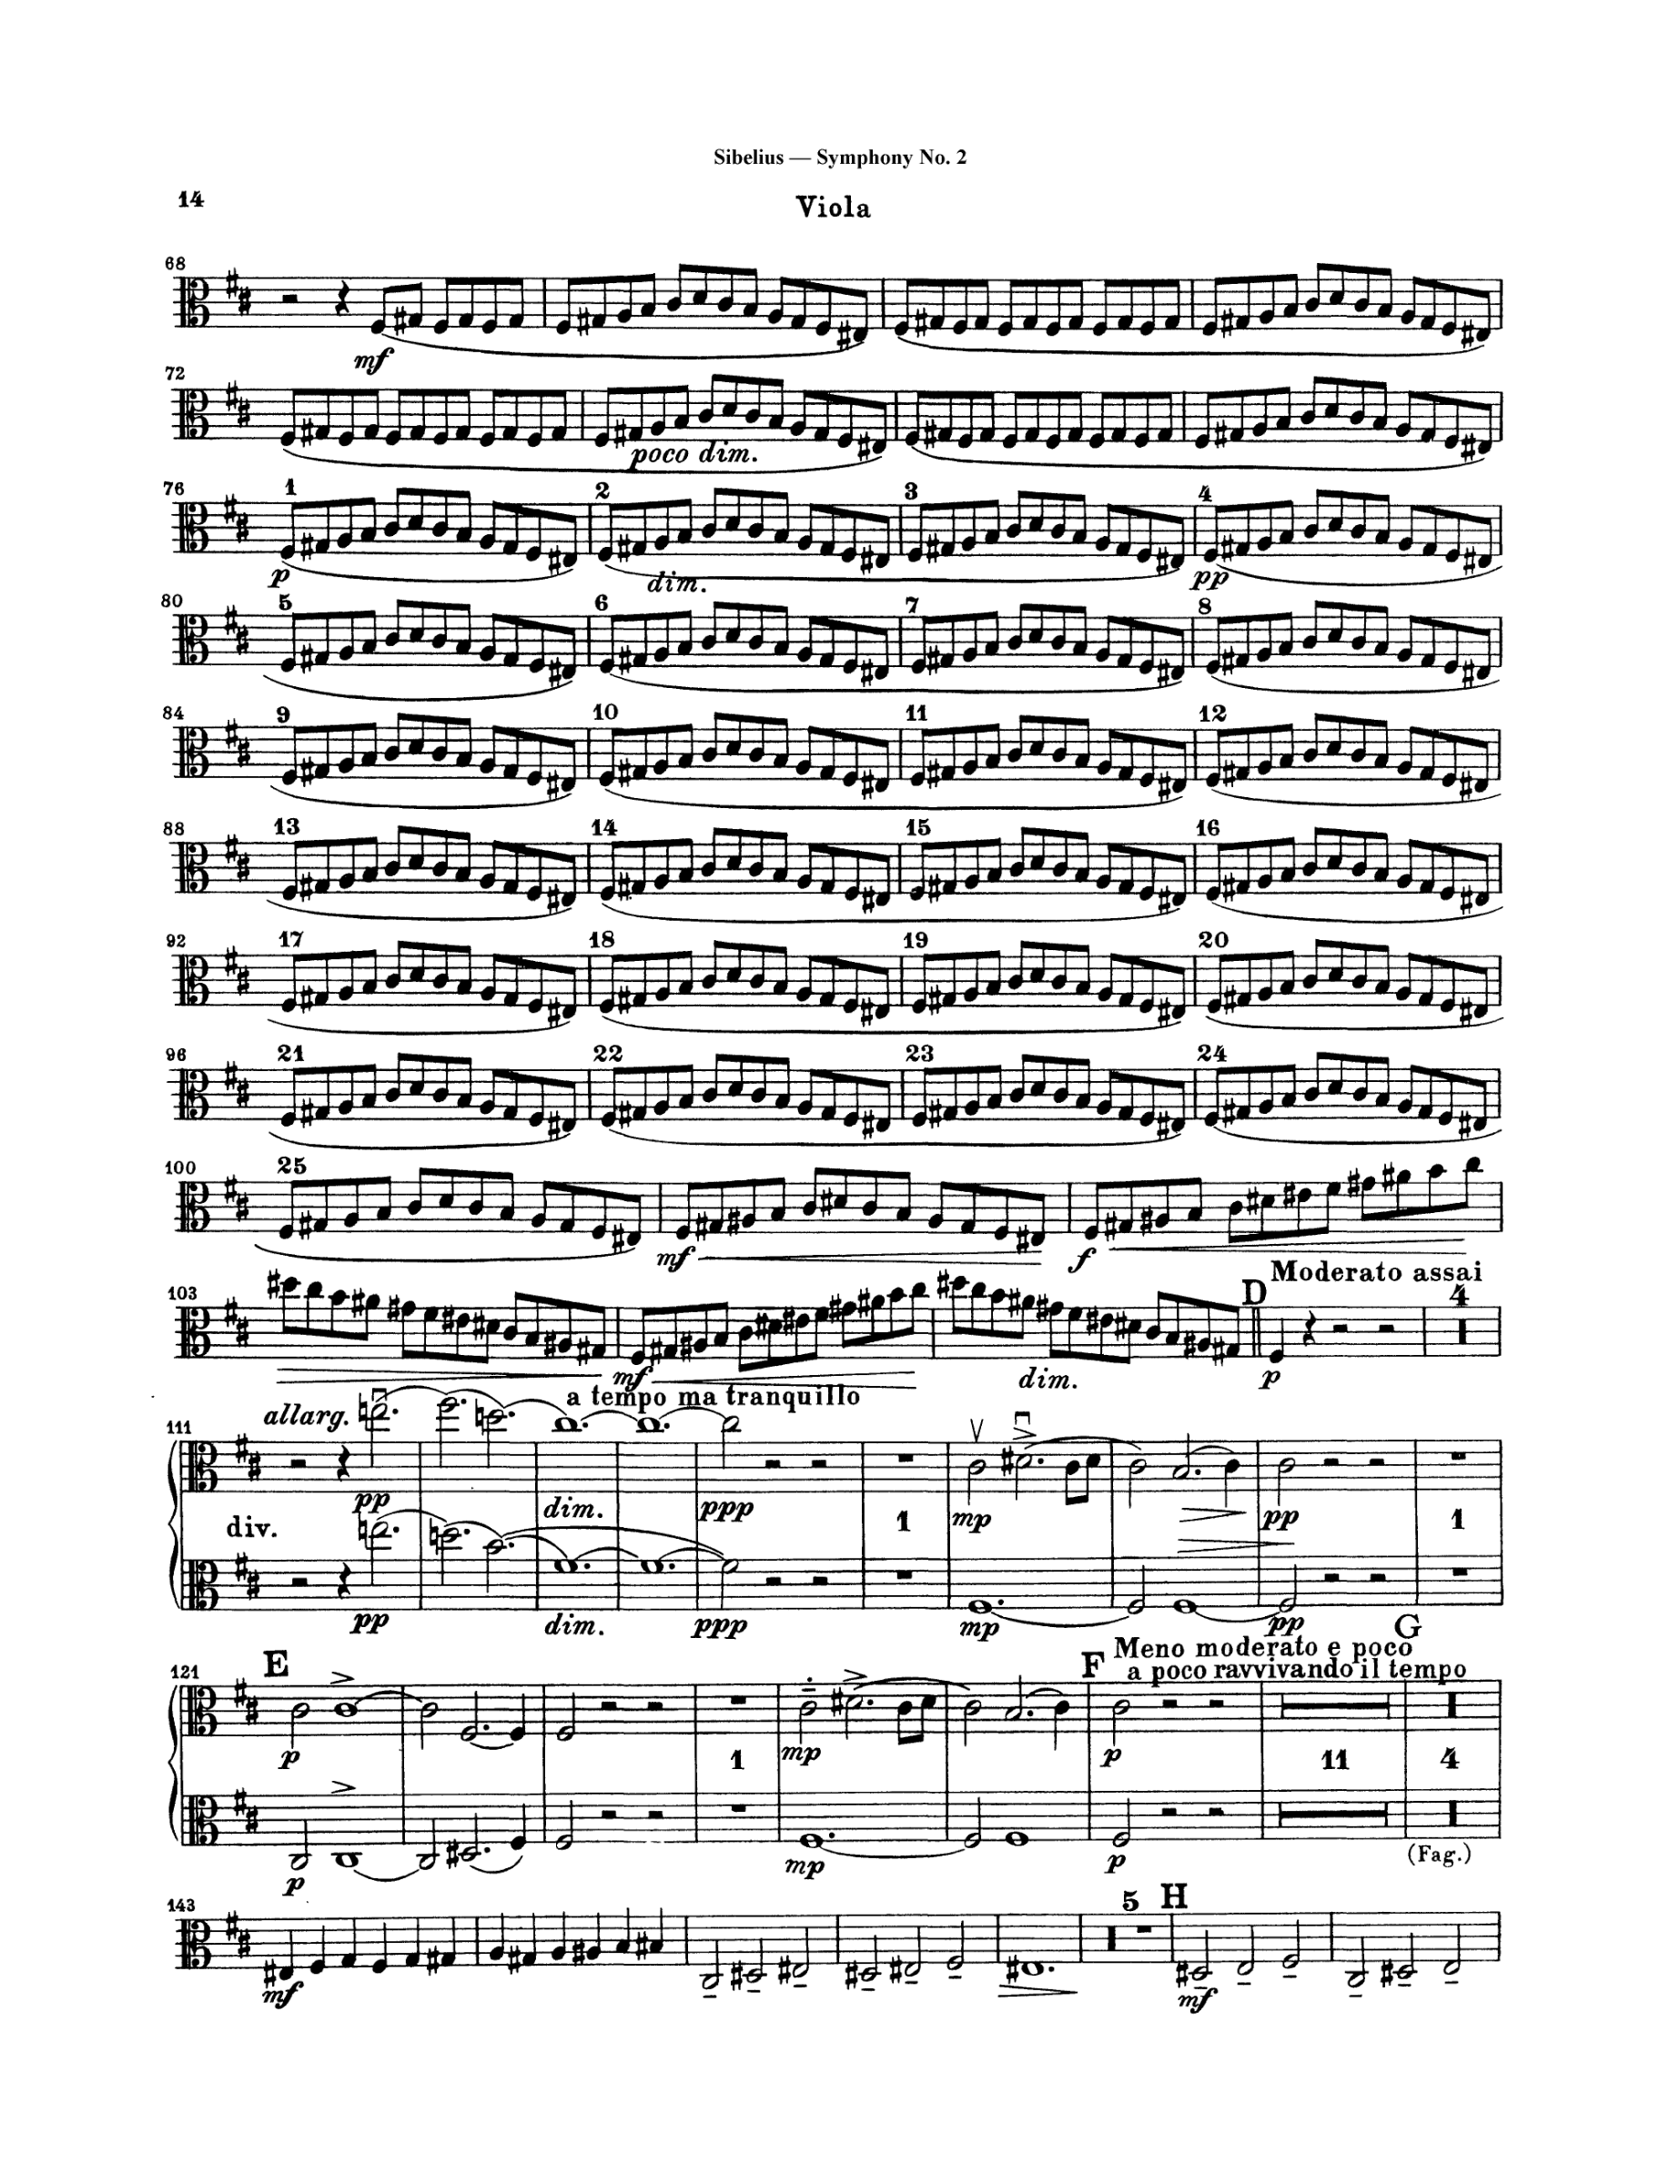 Sibelius — Symphony No. 2
14
Viola
68
mf
72
poco dim.
76 1 2 3 4
p dim. pp
80 5 6 7 8
84 9 10 11 12
88 13 14 15 16
92 17 18 19 20
96 21 22 23 24
100 25
mf f
Moderato assai
103 D 4
mf dim. p
a tempo ma tranquillo
allarg.
111
pp dim. ppp mp pp
div. 1 1
pp dim. ppp mp pp
G
Meno moderato e poco
E F a poco ravvivando il tempo
121
p mp p
1 11 4
p mp p (Fag.)
143 5 H
mf mf